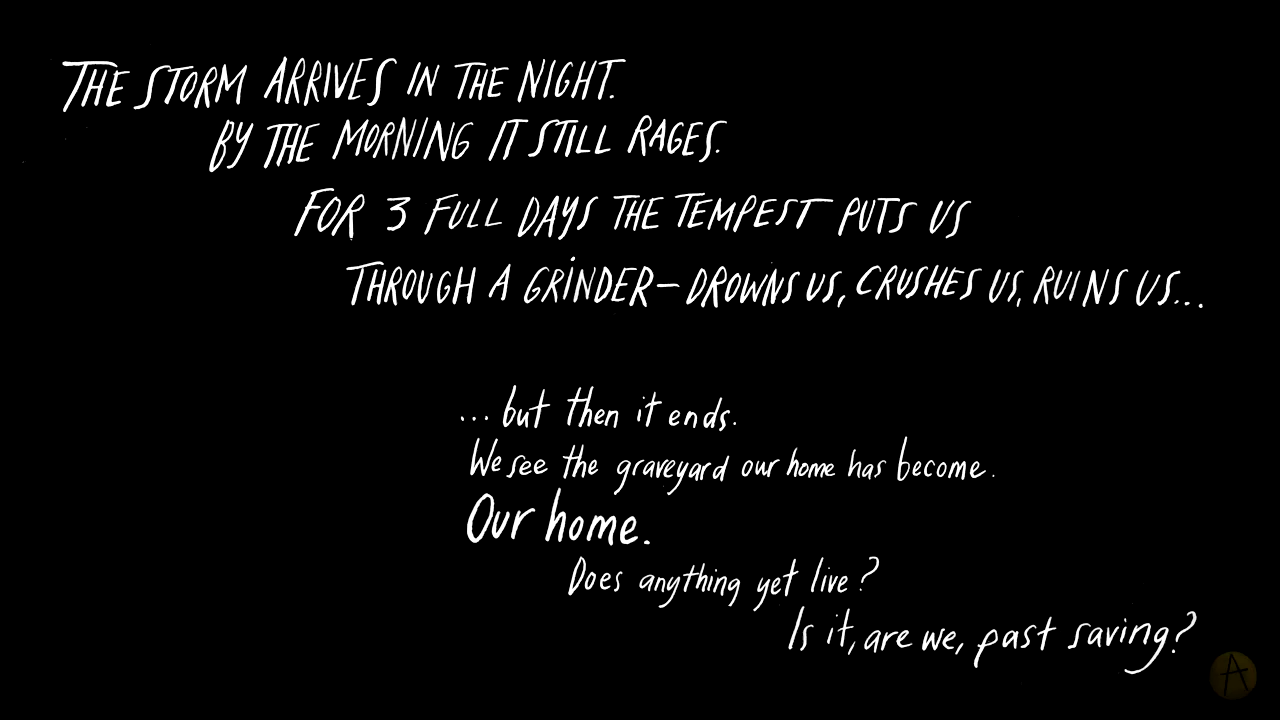 THE STORM ARRIVES IN THE NIGHT.
BY THE MORNING IT STILL RAGES.
FOR 3 FULL DAYS THE TEMPEST PUTS US
THROUGH A GRINDER—DROWNS US, CRUSHES US, RUINS US...
...but then it ends.
We see the graveyard our home has become.
Our home.
Does anything yet live?
Is it, are we, past saving?
A